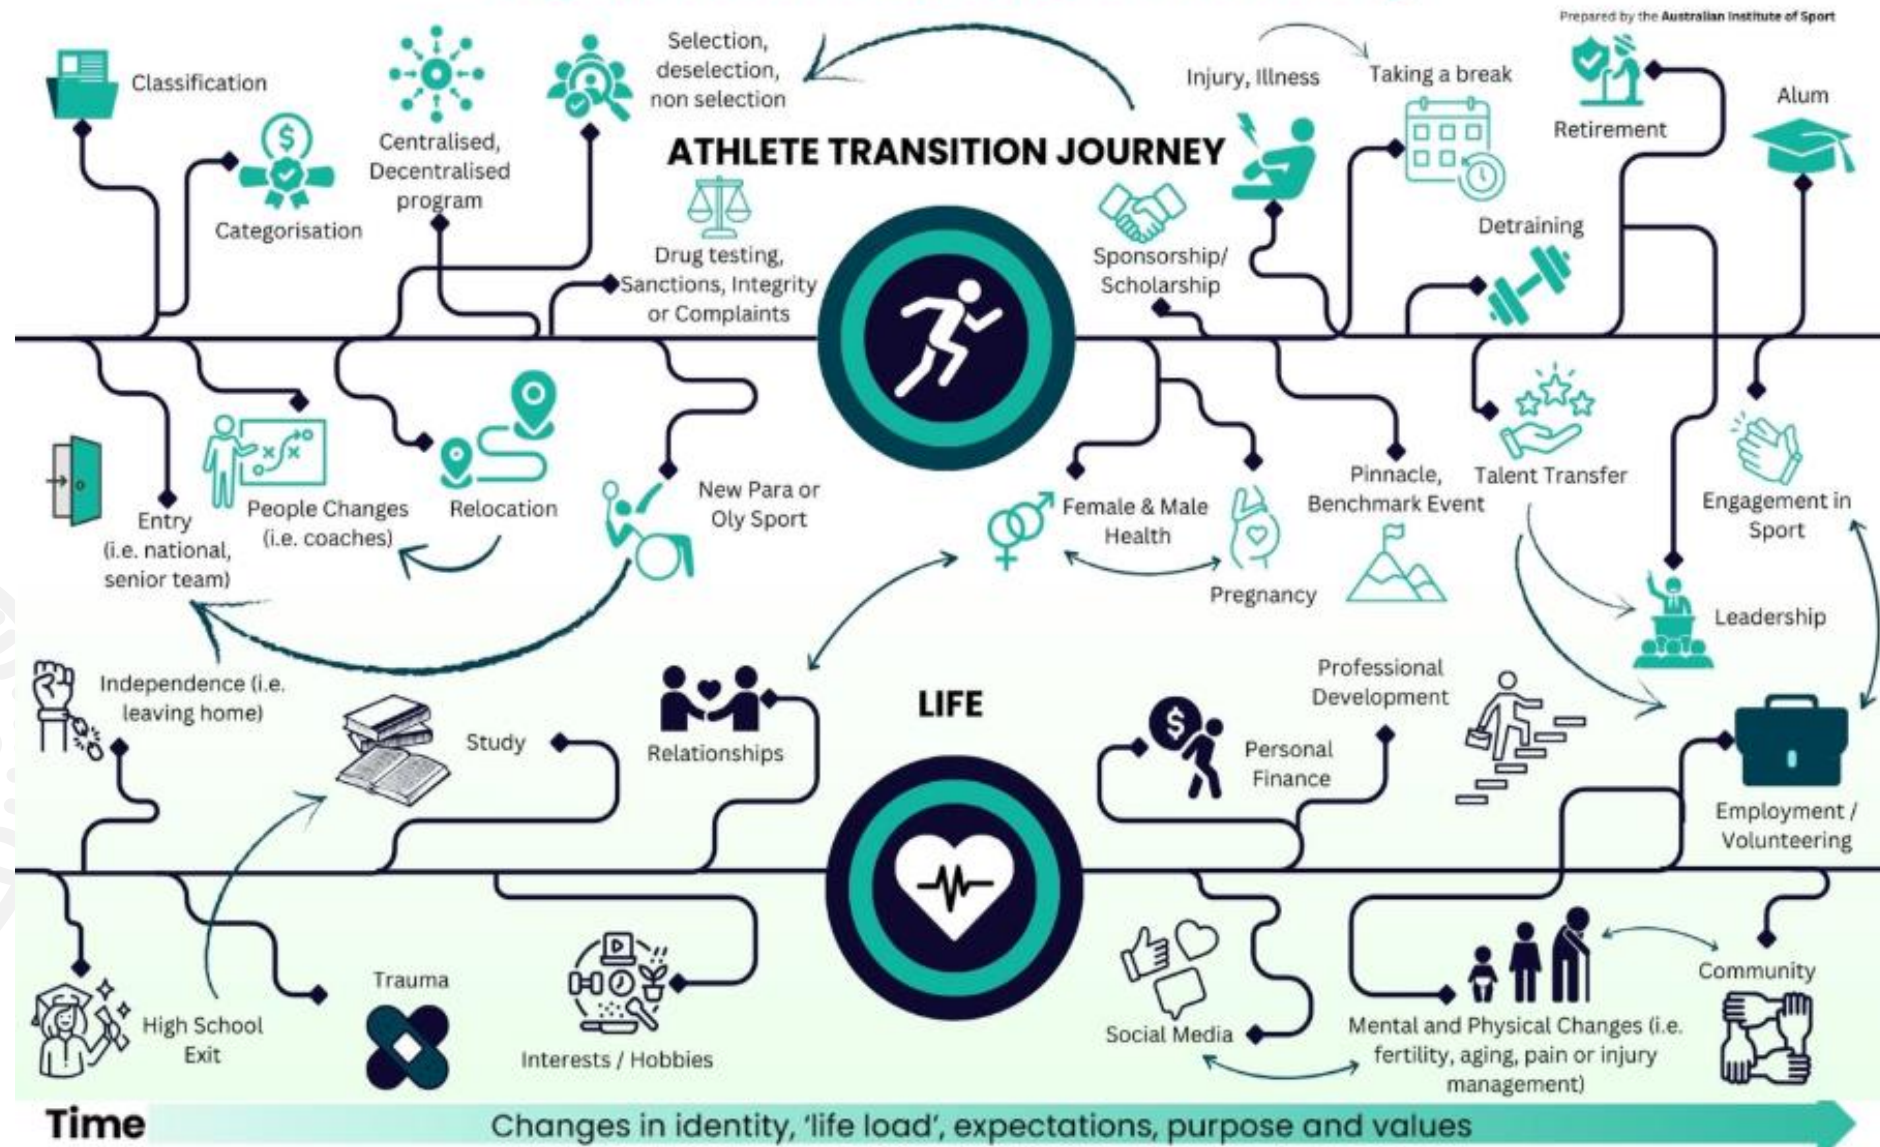 Prepared by the Australian Institute of Sport
Classification
Categorisation
Centralised,
Decentralised
program
Selection,
deselection,
non selection
ATHLETE TRANSITION JOURNEY
Drug testing,
Sanctions, Integrity
or Complaints
Sponsorship/
Scholarship
Injury, Illness
Taking a break
Retirement
Alum
Detraining
Entry
(i.e. national,
senior team)
People Changes
(i.e. coaches)
Relocation
New Para or
Oly Sport
Female & Male
Health
Pregnancy
Pinnacle,
Benchmark Event
Talent Transfer
Engagement in
Sport
Leadership
Independence (i.e.
leaving home)
Study
Relationships
LIFE
Personal
Finance
Professional
Development
Employment /
Volunteering
High School
Exit
Trauma
Interests / Hobbies
Social Media
Mental and Physical Changes (i.e.
fertility, aging, pain or injury
management)
Community
Time
Changes in identity, ‘life load’, expectations, purpose and values